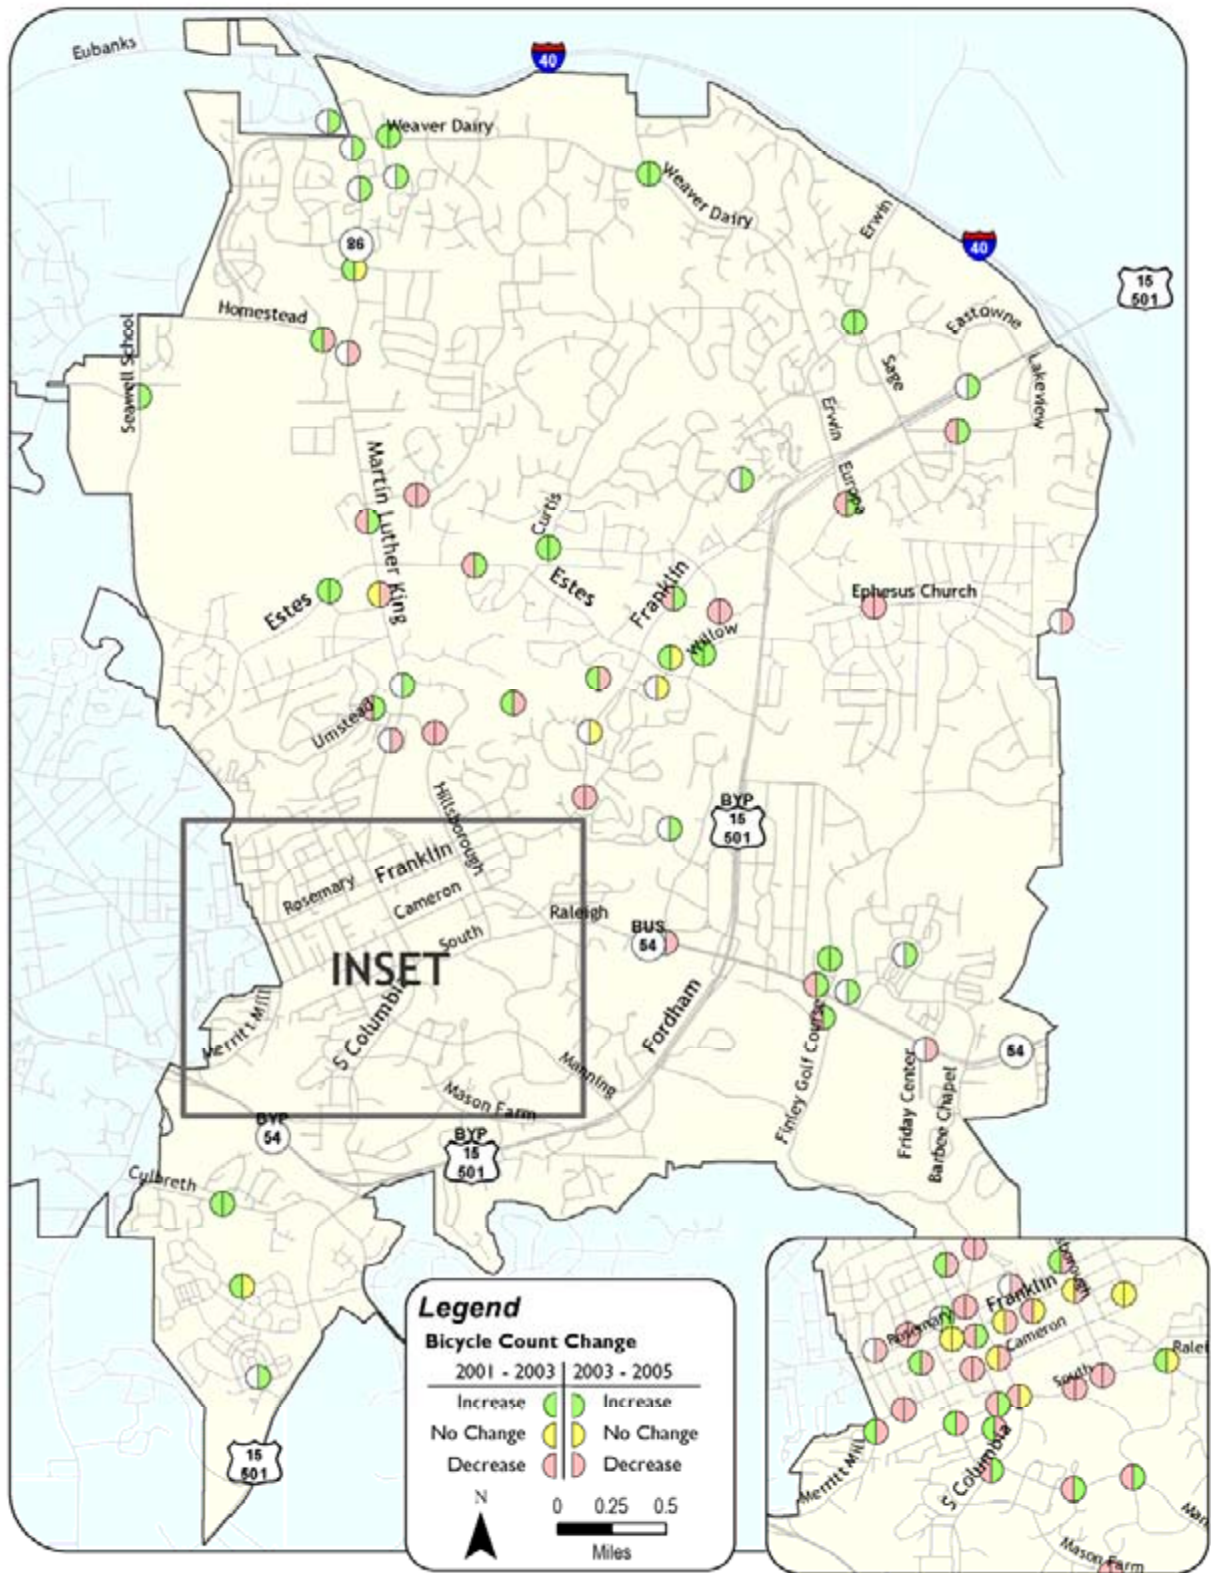 Eubanks
40
Weaver Dairy
Weaver Dairy
Erwin
86
40
15
501
Homestead
Eastowne
Seawell School
Sage
Lakeview
Erwin
Martin Luther King
Europa
Curtis
Estes
Estes
Franklin
Ephesus Church
Willow
Umstead
Hillsborough
BYP
15
501
Franklin
Rosemary
Cameron
Raleigh
South
BUS
54
INSET
S Columbia
Merritt Mill
Fordham
Finley Golf Course
Manning
Mason Farm
Friday Center
Barbee Chapel
54
BYP
54
BYP
15
501
Culbreth
15
501
Legend
Bicycle Count Change
2001 - 2003 2003 - 2005
Increase Increase
No Change No Change
Decrease Decrease
N
0 0.25 0.5
Miles
sborough
Franklin
Rosemary
Cameron
Ralei
South
S Columbia
Merritt Mill
Man
Mason Farm